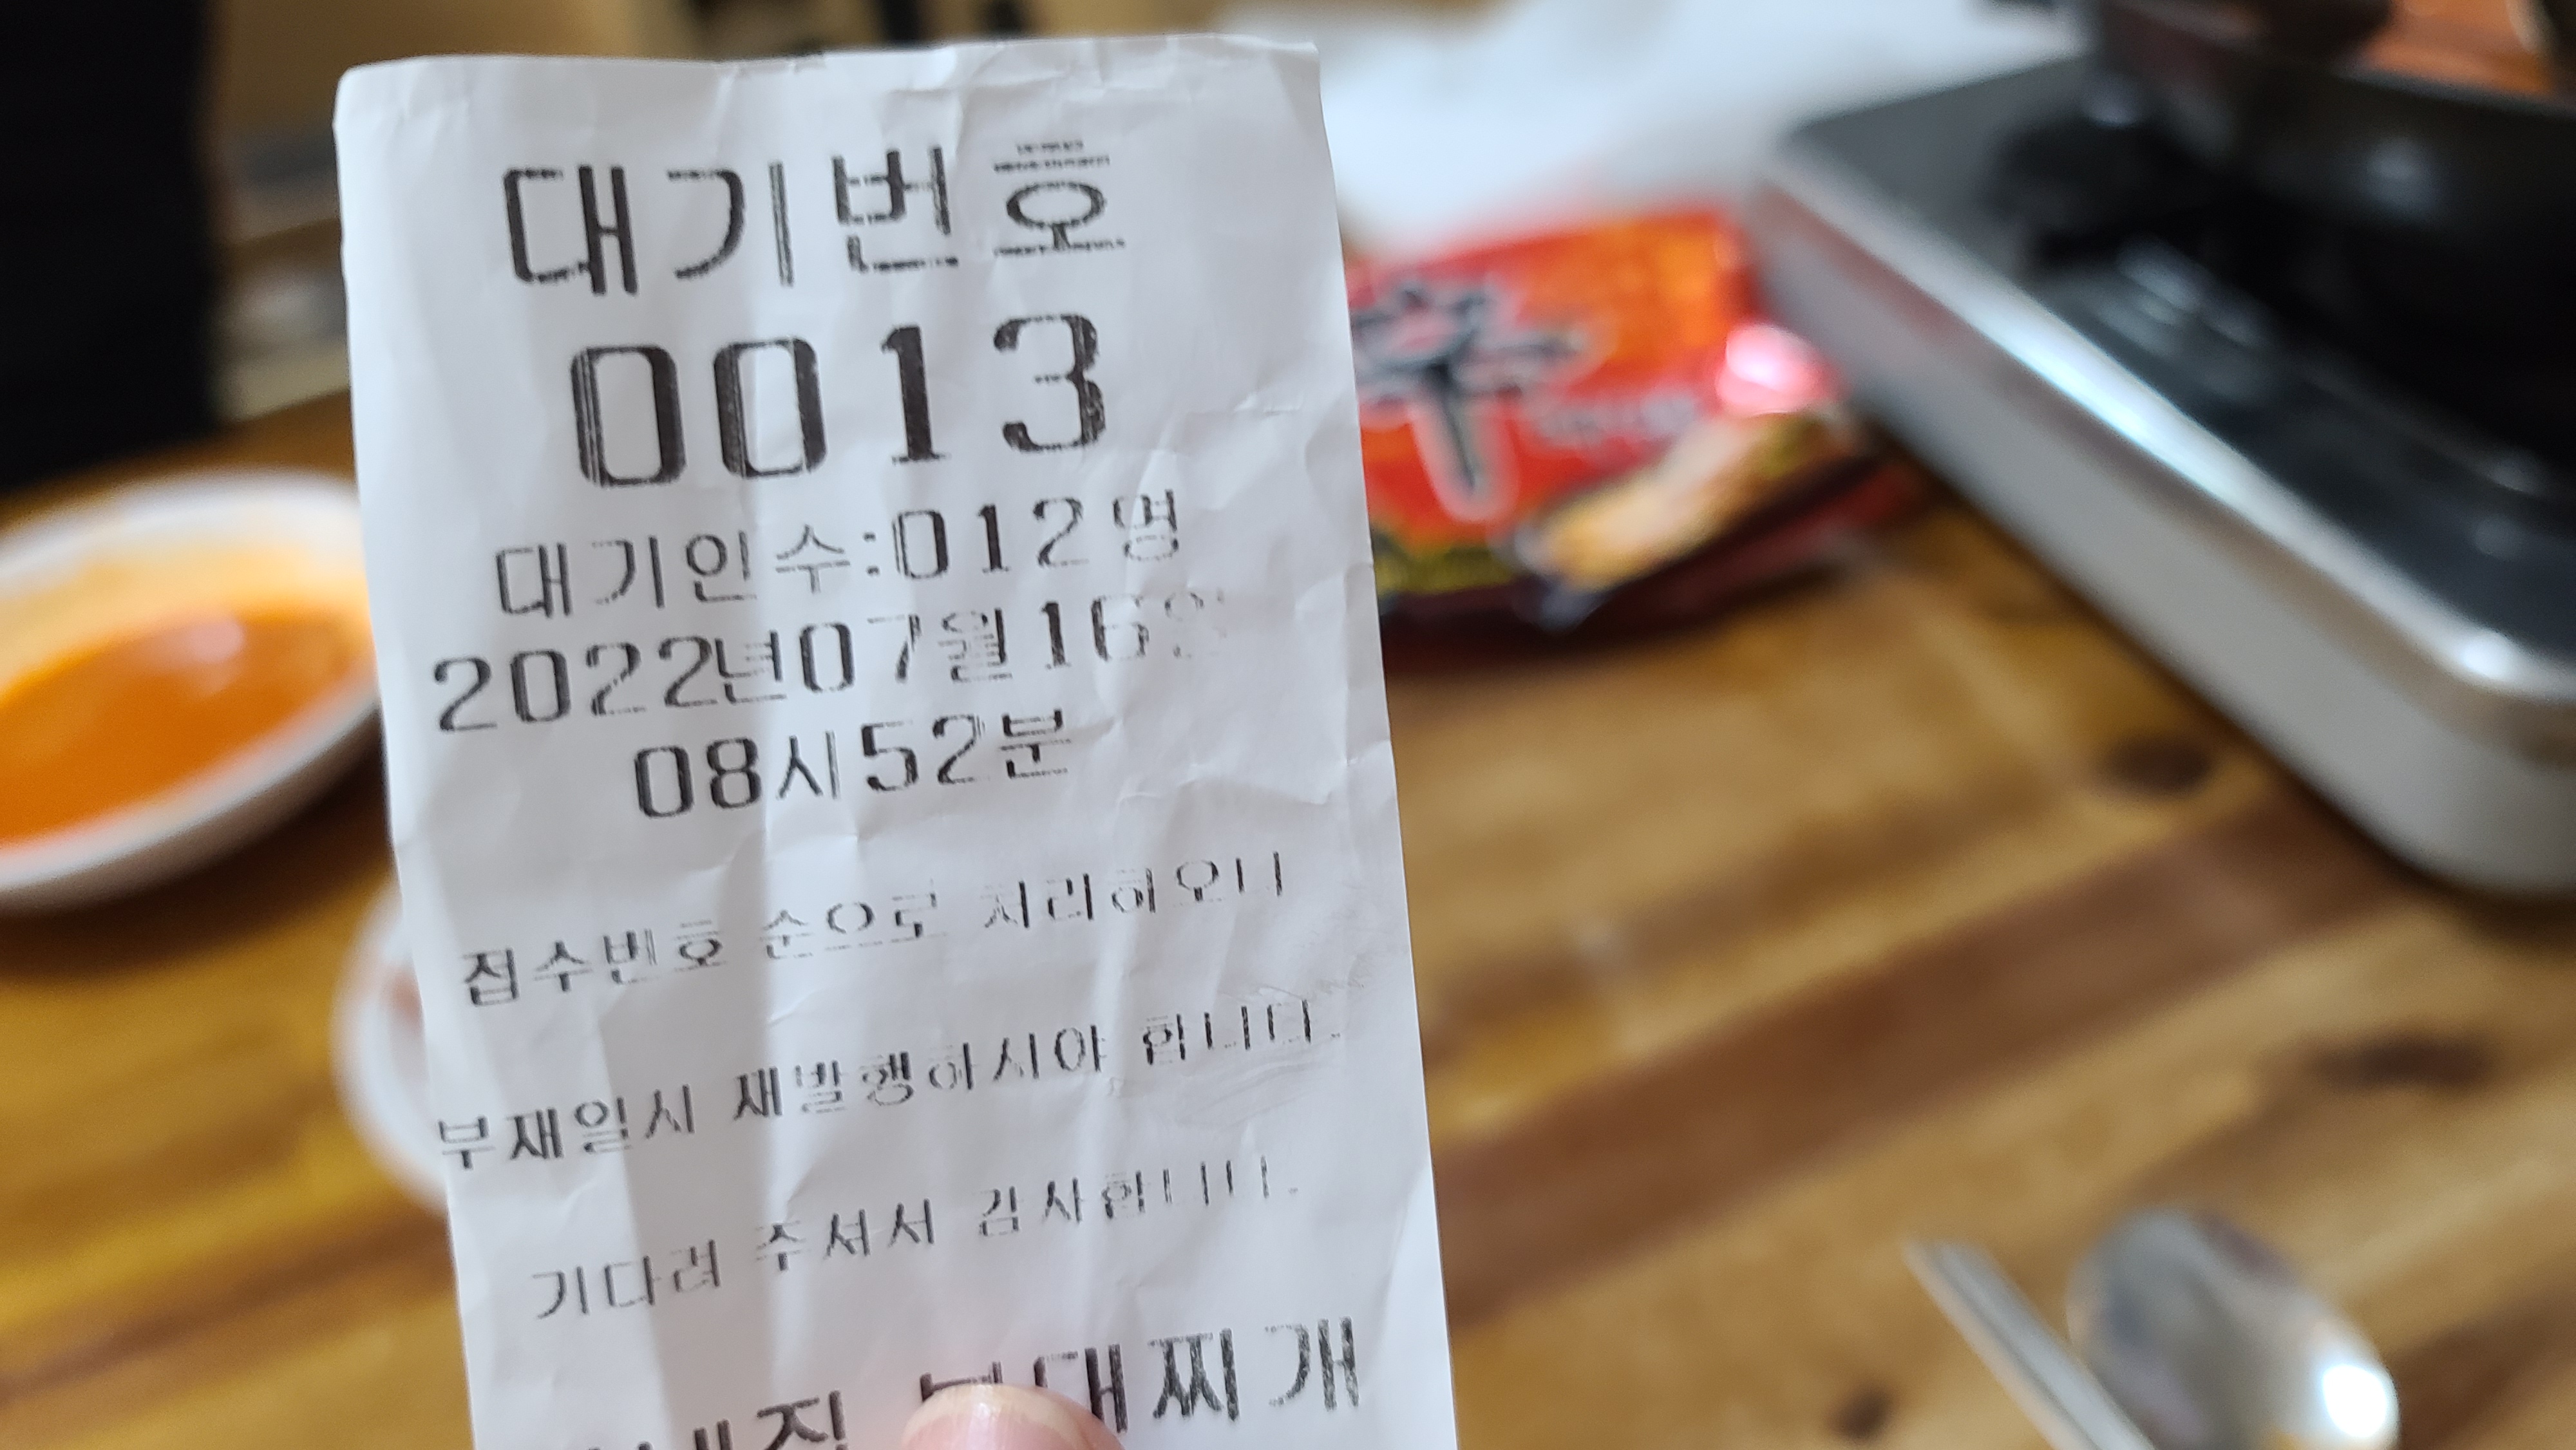 대기번호
0013
대기인수:012명
2022년07월16일
08시52분
접수번호 순으로 처리하오니
부재일시 재발행하시야 합니다.
기다려 주셔서 감사합니다.
부대찌개
辛